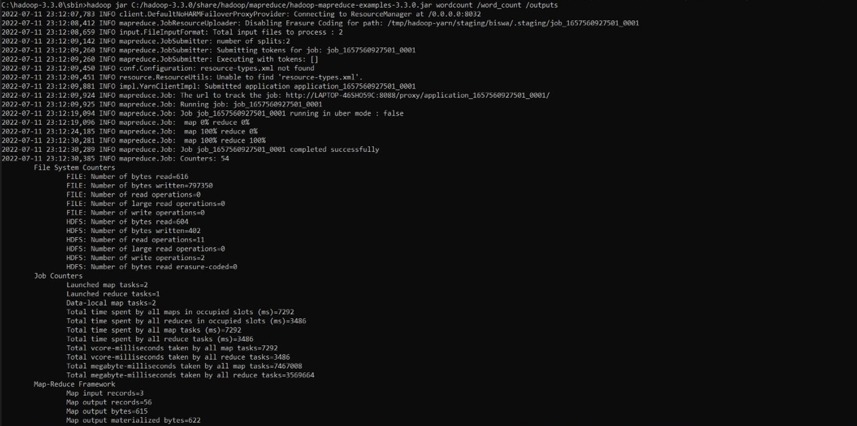 C:\hadoop-3.3.0\sbin>hadoop jar C:/hadoop-3.3.0/share/hadoop/mapreduce/hadoop-mapreduce-examples-3.3.0.jar wordcount /word_count /outputs
2022-07-11 23:12:07,783 INFO client.DefaultNoHARMFailoverProxyProvider: Connecting to ResourceManager at /0.0.0.0:8032
2022-07-11 23:12:08,412 INFO mapreduce.JobResourceUploader: Disabling Erasure Coding for path: /tmp/hadoop-yarn/staging/biswa/.staging/job_1657560927501_0001
2022-07-11 23:12:08,659 INFO input.FileInputFormat: Total input files to process : 2
2022-07-11 23:12:09,142 INFO mapreduce.JobSubmitter: number of splits:2
2022-07-11 23:12:09,260 INFO mapreduce.JobSubmitter: Submitting tokens for job: job_1657560927501_0001
2022-07-11 23:12:09,260 INFO mapreduce.JobSubmitter: Executing with tokens: []
2022-07-11 23:12:09,450 INFO conf.Configuration: resource-types.xml not found
2022-07-11 23:12:09,451 INFO resource.ResourceUtils: Unable to find 'resource-types.xml'.
2022-07-11 23:12:09,881 INFO impl.YarnClientImpl: Submitted application application_1657560927501_0001
2022-07-11 23:12:09,924 INFO mapreduce.Job: The url to track the job: http://LAPTOP-465HO59C:8088/proxy/application_1657560927501_0001/
2022-07-11 23:12:09,925 INFO mapreduce.Job: Running job: job_1657560927501_0001
2022-07-11 23:12:19,094 INFO mapreduce.Job: Job job_1657560927501_0001 running in uber mode : false
2022-07-11 23:12:19,096 INFO mapreduce.Job:  map 0% reduce 0%
2022-07-11 23:12:24,185 INFO mapreduce.Job:  map 100% reduce 0%
2022-07-11 23:12:30,281 INFO mapreduce.Job:  map 100% reduce 100%
2022-07-11 23:12:30,289 INFO mapreduce.Job: Job job_1657560927501_0001 completed successfully
2022-07-11 23:12:30,385 INFO mapreduce.Job: Counters: 54
File System Counters
FILE: Number of bytes read=616
FILE: Number of bytes written=797350
FILE: Number of read operations=0
FILE: Number of large read operations=0
FILE: Number of write operations=0
HDFS: Number of bytes read=604
HDFS: Number of bytes written=402
HDFS: Number of read operations=11
HDFS: Number of large read operations=0
HDFS: Number of write operations=2
HDFS: Number of bytes read erasure-coded=0
Job Counters
Launched map tasks=2
Launched reduce tasks=1
Data-local map tasks=2
Total time spent by all maps in occupied slots (ms)=7292
Total time spent by all reduces in occupied slots (ms)=3486
Total time spent by all map tasks (ms)=7292
Total time spent by all reduce tasks (ms)=3486
Total vcore-milliseconds taken by all map tasks=7292
Total vcore-milliseconds taken by all reduce tasks=3486
Total megabyte-milliseconds taken by all map tasks=7467008
Total megabyte-milliseconds taken by all reduce tasks=3569664
Map-Reduce Framework
Map input records=3
Map output records=56
Map output bytes=615
Map output materialized bytes=622